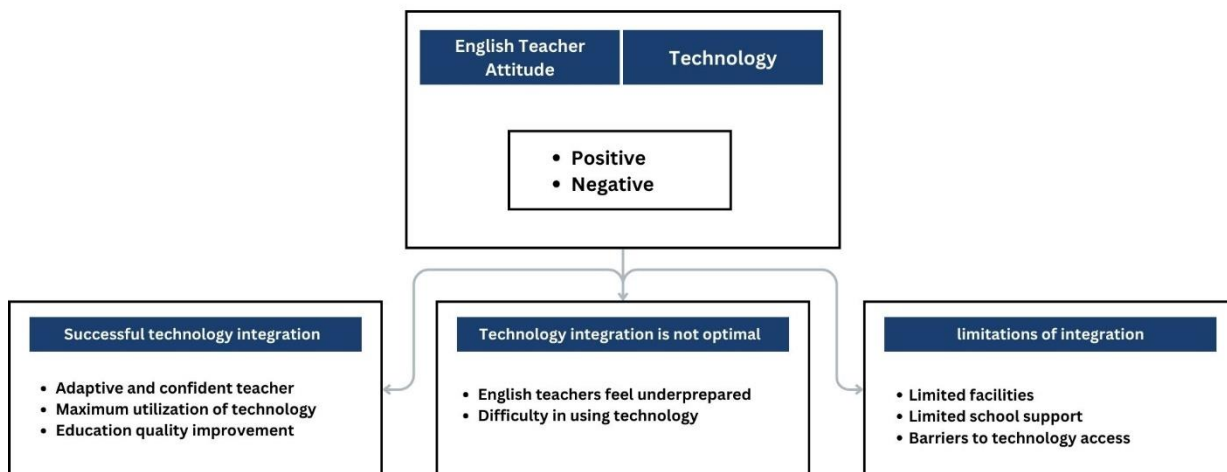 English Teacher
Attitude
Technology
• Positive
• Negative
Successful technology integration
• Adaptive and confident teacher
• Maximum utilization of technology
• Education quality improvement
Technology integration is not optimal
• English teachers feel underprepared
• Difficulty in using technology
limitations of integration
• Limited facilities
• Limited school support
• Barriers to technology access